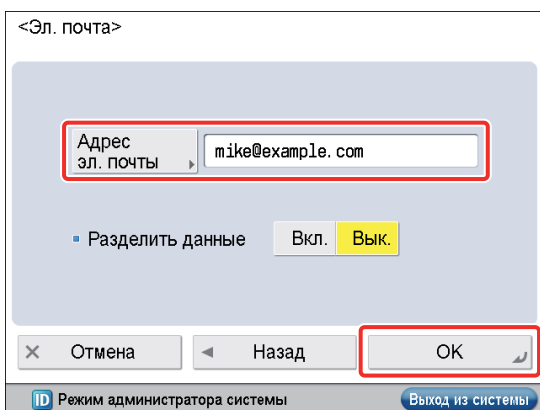 <Эл. почта>
Адрес
эл. почты
mike@example.com
Разделить данные
Вкл.
Вык.
Отмена
Назад
OK
ID Режим администратора системы
Выход из системы